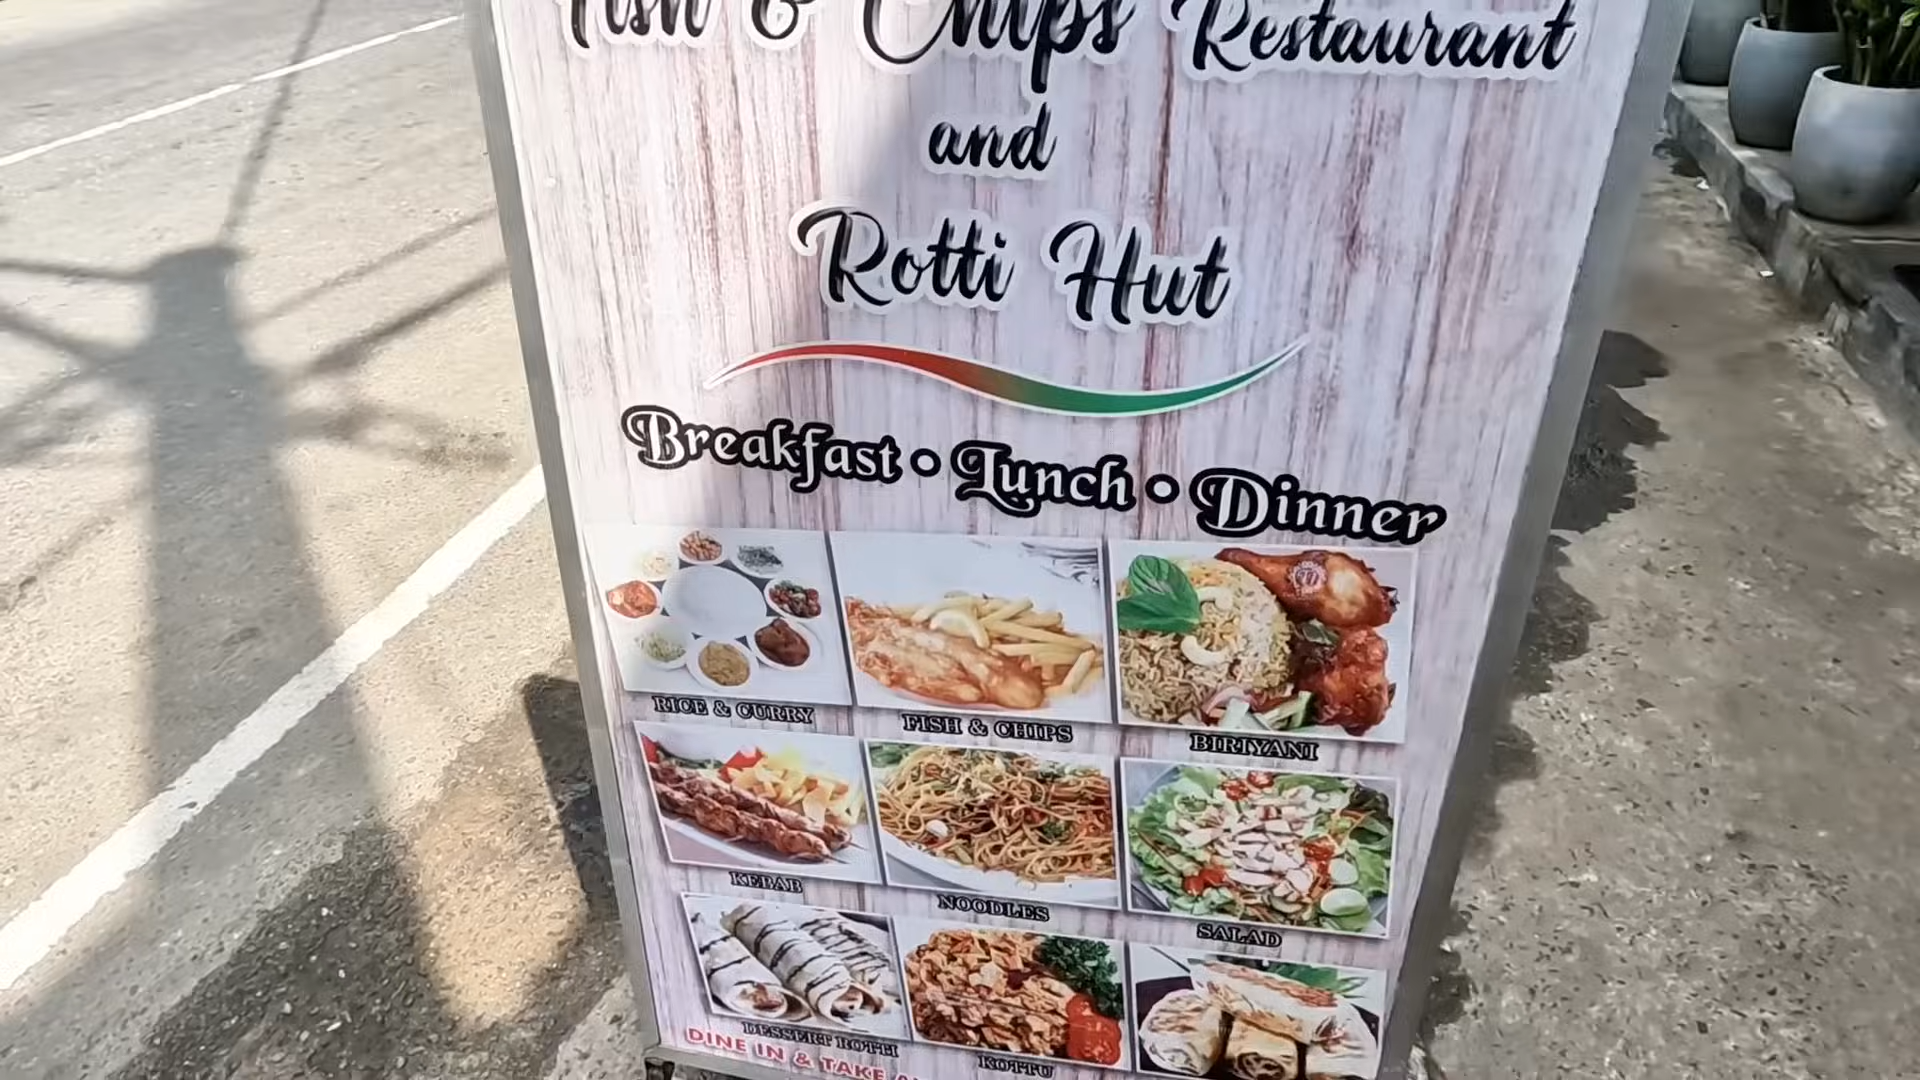 Fish & Chips Restaurant
and
Rotti Hut
Breakfast • Lunch • Dinner
RICE & CURRY
FISH & CHIPS
BIRIYANI
KEBAB
NOODLES
SALAD
DESSERT ROTTI
KOTTU
DINE IN & TAKE